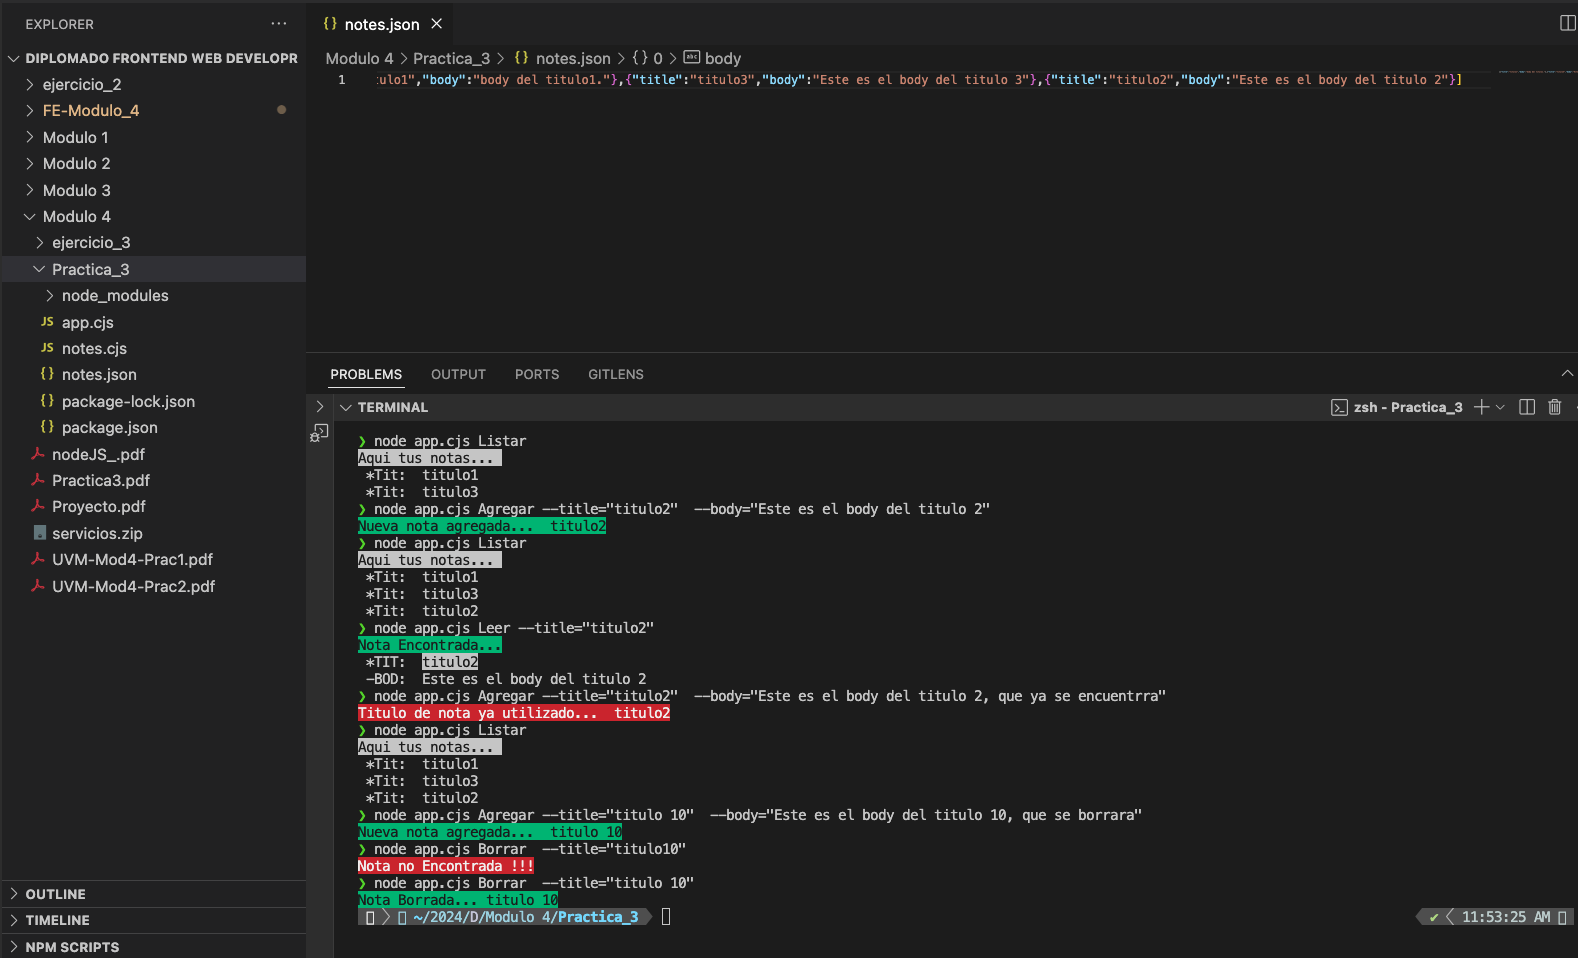 EXPLORER ···
DIPLOMADO FRONTEND WEB DEVELOPR
ejercicio_2
FE-Modulo_4
Modulo 1
Modulo 2
Modulo 3
Modulo 4
ejercicio_3
Practica_3
node_modules
JS app.cjs
JS notes.cjs
{} notes.json
{} package-lock.json
{} package.json
nodeJS_.pdf
Practica3.pdf
Proyecto.pdf
servicios.zip
UVM-Mod4-Prac1.pdf
UVM-Mod4-Prac2.pdf
OUTLINE
TIMELINE
NPM SCRIPTS
{} notes.json ×
Modulo 4 > Practica_3 > {} notes.json > {} 0 > abc body
1 :ulo1","body":"body del titulo1."},{"title":"titulo3","body":"Este es el body del titulo 3"},{"title":"titulo2","body":"Este es el body del titulo 2"}]
PROBLEMS OUTPUT PORTS GITLENS
TERMINAL zsh - Practica_3
❯ node app.cjs Listar
Aqui tus notas...
*Tit: titulo1
*Tit: titulo3
❯ node app.cjs Agregar --title="titulo2" --body="Este es el body del titulo 2"
Nueva nota agregada... titulo2
❯ node app.cjs Listar
Aqui tus notas...
*Tit: titulo1
*Tit: titulo3
*Tit: titulo2
❯ node app.cjs Leer --title="titulo2"
Nota Encontrada...
*TIT: titulo2
-BOD: Este es el body del titulo 2
❯ node app.cjs Agregar --title="titulo2" --body="Este es el body del titulo 2, que ya se encuentrra"
Titulo de nota ya utilizado... titulo2
❯ node app.cjs Listar
Aqui tus notas...
*Tit: titulo1
*Tit: titulo3
*Tit: titulo2
❯ node app.cjs Agregar --title="titulo 10" --body="Este es el body del titulo 10, que se borrara"
Nueva nota agregada... titulo 10
❯ node app.cjs Borrar --title="titulo10"
Nota no Encontrada !!!
❯ node app.cjs Borrar --title="titulo 10"
Nota Borrada... titulo 10
~/2024/D/Modulo 4/Practica_3 ✔ 11:53:25 AM